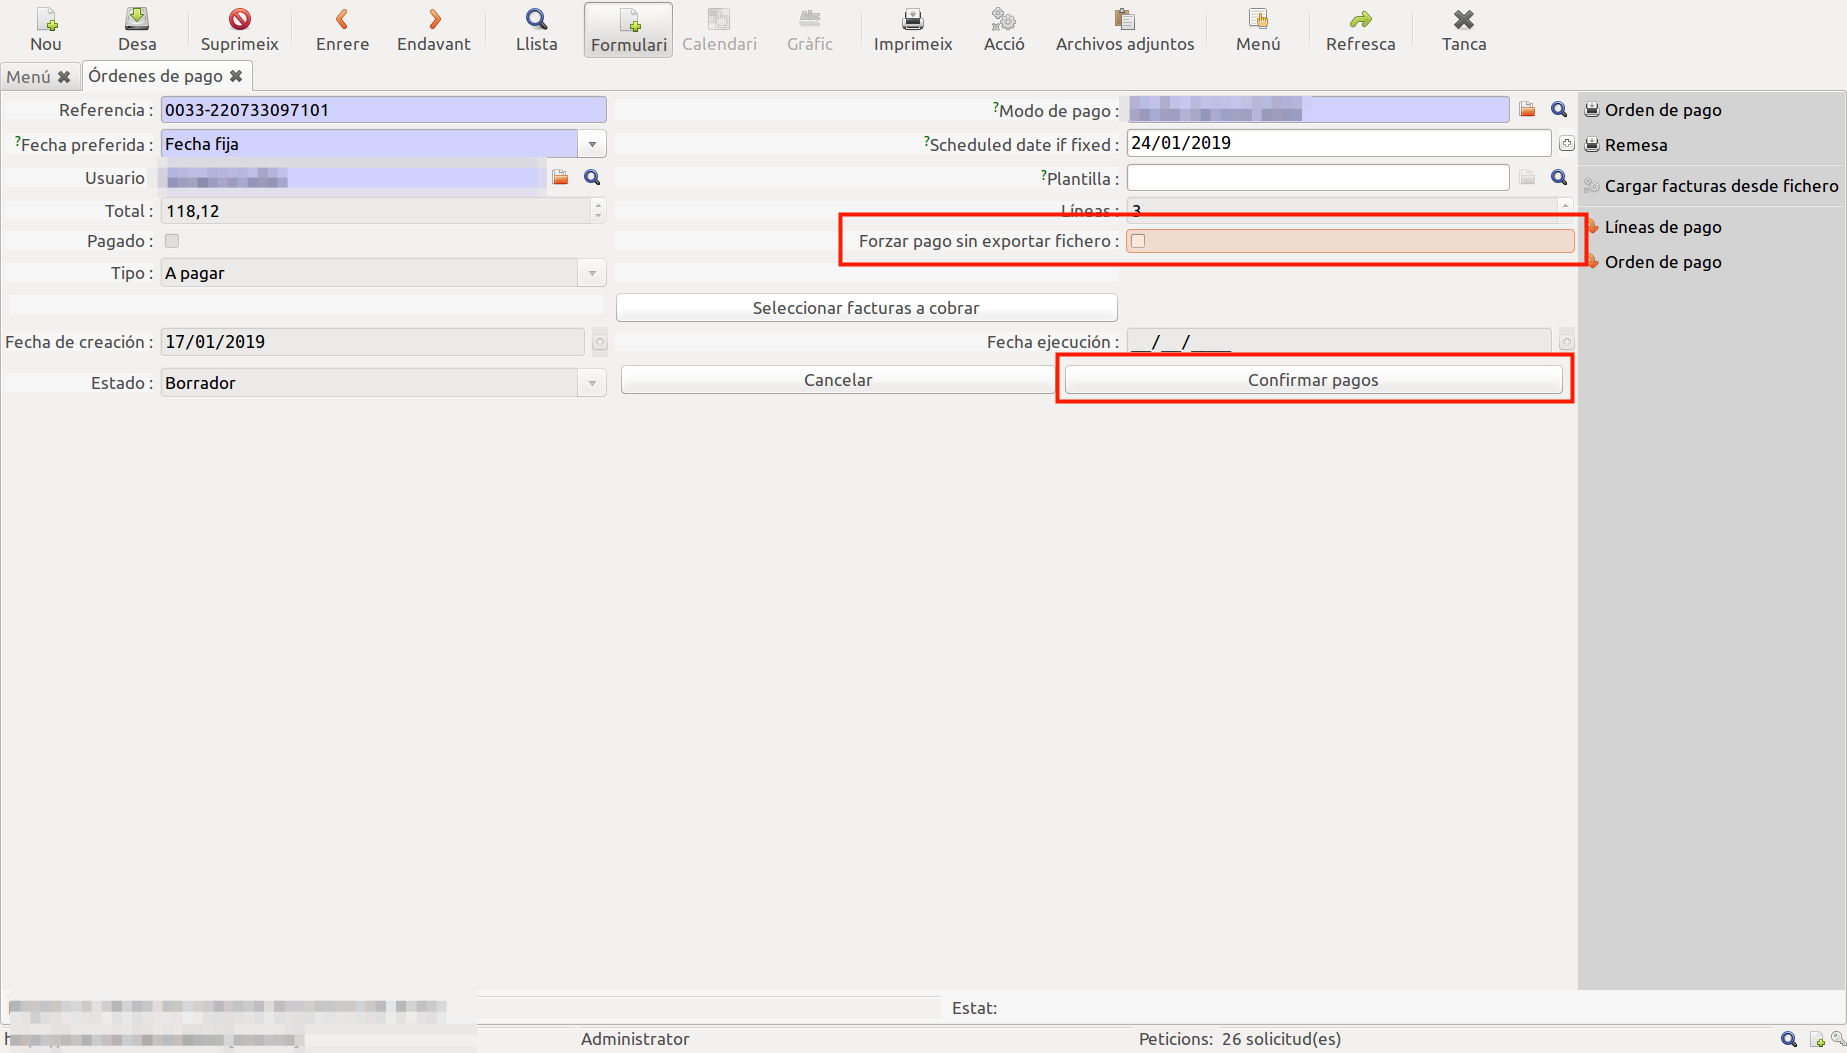 Nou Desa Suprimeix Enrere Endavant Llista Formulari Calendari Gràfic Imprimeix Acció Archivos adjuntos Menú Refresca Tanca
Menú Órdenes de pago
Referencia : 0033-220733097101 ?Modo de pago : Orden de pago
?Fecha preferida : Fecha fija ?Scheduled date if fixed : 24/01/2019 Remesa
Usuario ?Plantilla : Cargar facturas desde fichero
Total : 118,12 Líneas : 3 Líneas de pago
Pagado : Forzar pago sin exportar fichero : Orden de pago
Tipo : A pagar
Seleccionar facturas a cobrar
Fecha de creación : 17/01/2019 Fecha ejecución : __/__/____
Estado : Borrador Cancelar Confirmar pagos
Estat:
Administrator Peticions: 26 solicitud(es)